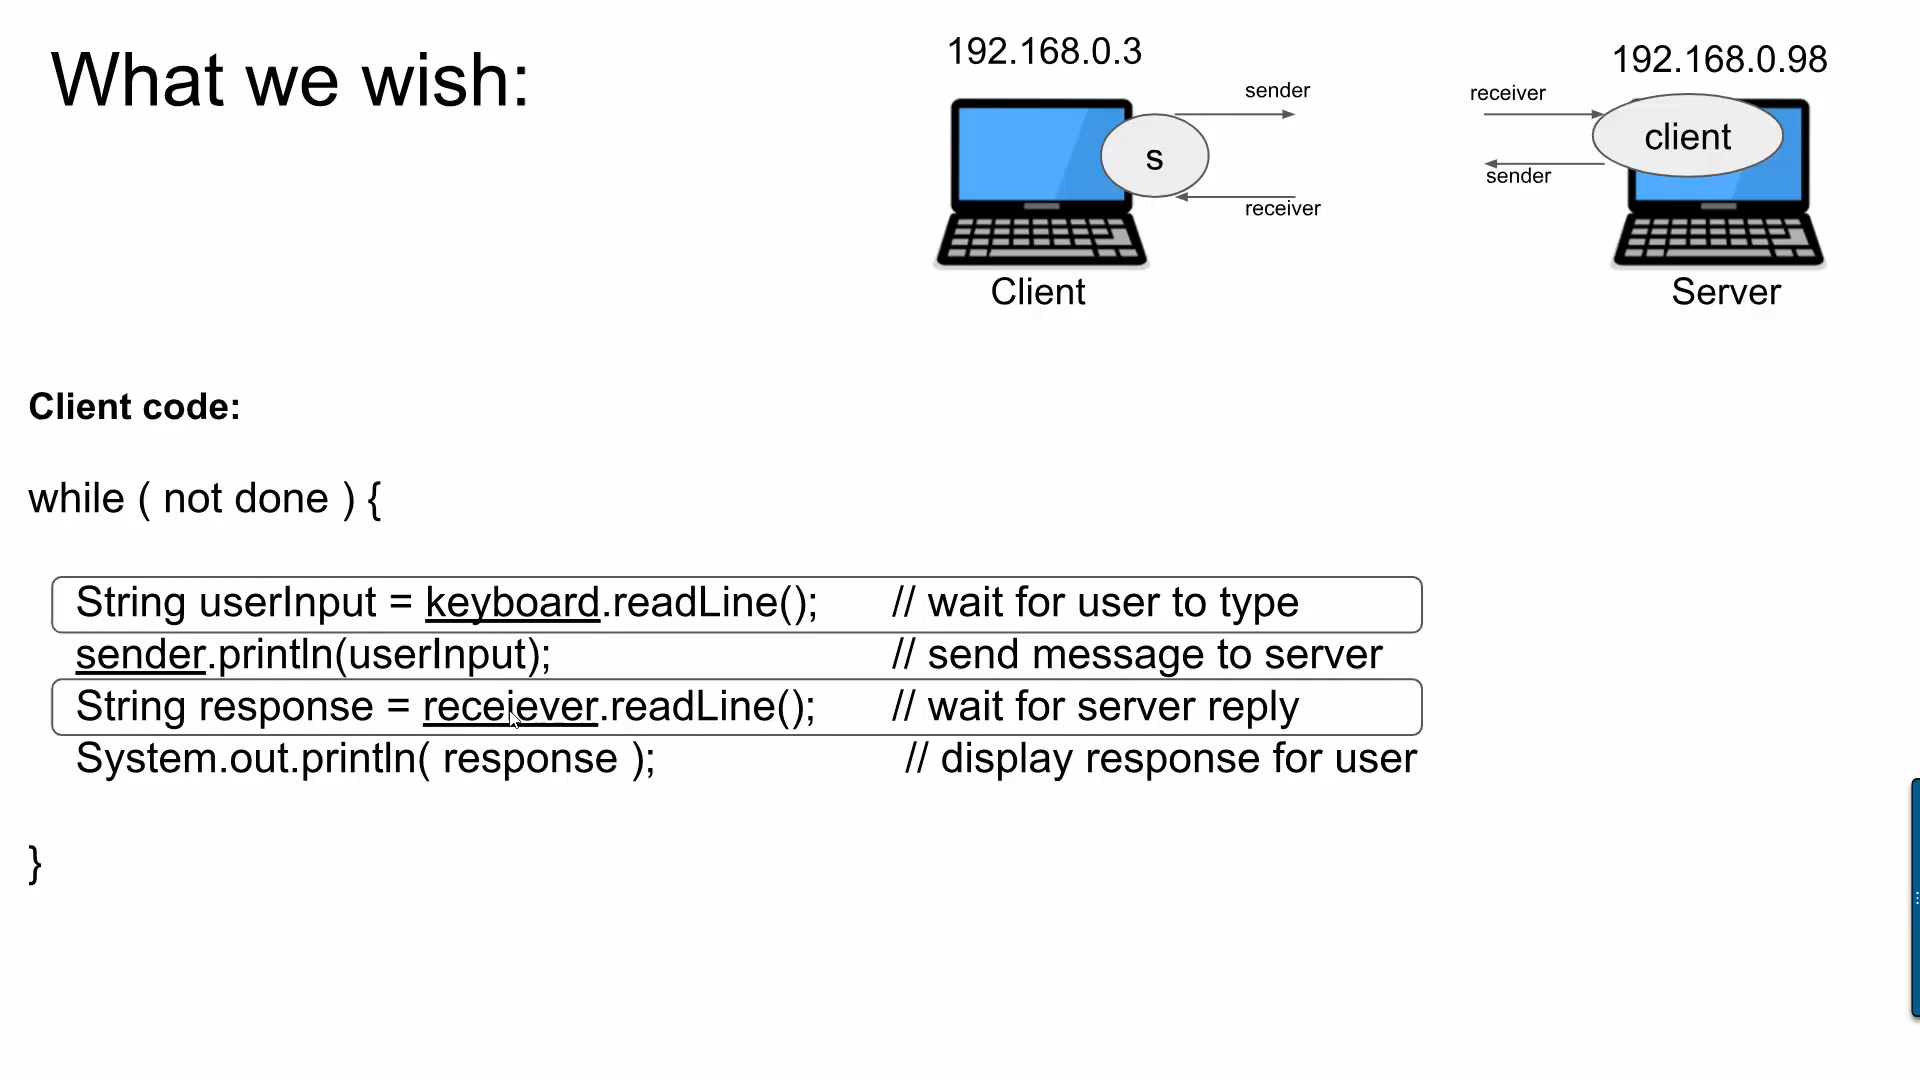 What we wish:
192.168.0.3
192.168.0.98
sender
receiver
s
client
sender
receiver
Client
Server
Client code:
while ( not done ) {
String userInput = keyboard.readLine(); // wait for user to type
sender.println(userInput); // send message to server
String response = receiever.readLine(); // wait for server reply
System.out.println( response ); // display response for user
}